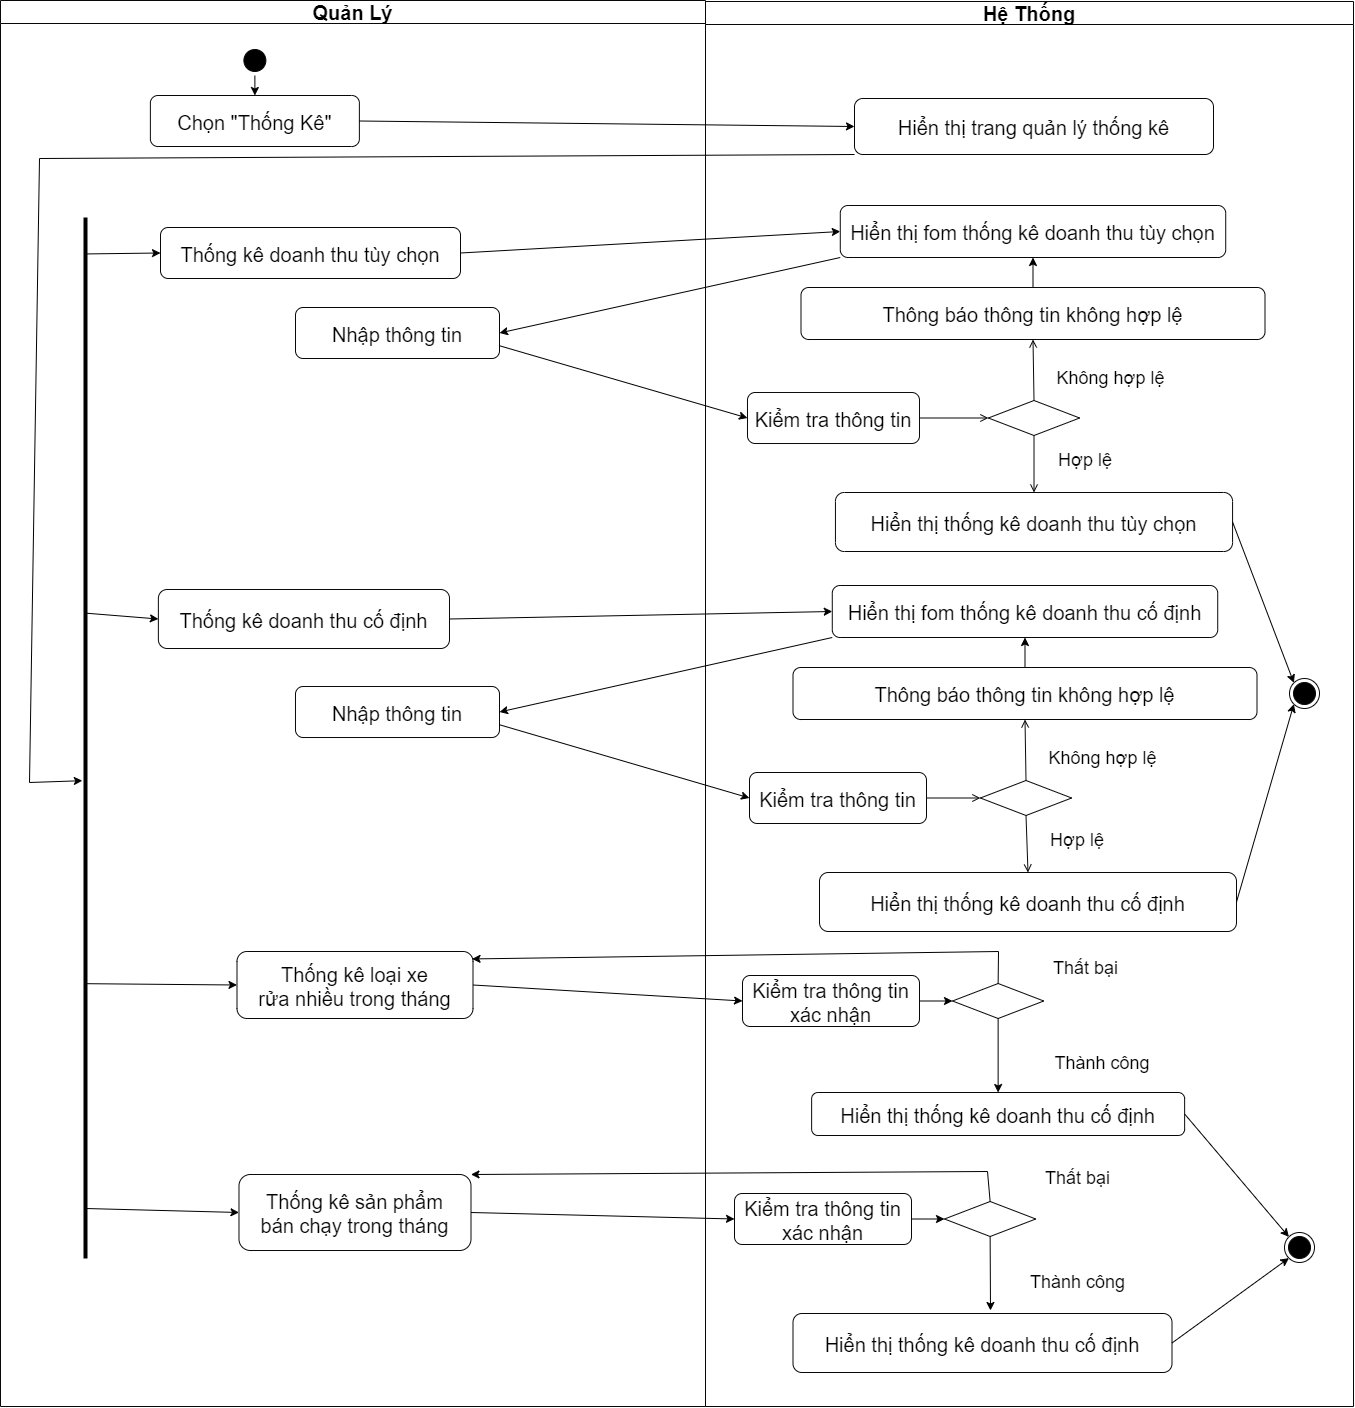 Quản Lý
Hệ Thống
Chọn "Thống Kê"
Hiển thị trang quản lý thống kê
Thống kê doanh thu tùy chọn
Hiển thị fom thống kê doanh thu tùy chọn
Thông báo thông tin không hợp lệ
Nhập thông tin
Không hợp lệ
Kiểm tra thông tin
Hợp lệ
Hiển thị thống kê doanh thu tùy chọn
Thống kê doanh thu cố định
Hiển thị fom thống kê doanh thu cố định
Thông báo thông tin không hợp lệ
Nhập thông tin
Không hợp lệ
Kiểm tra thông tin
Hợp lệ
Hiển thị thống kê doanh thu cố định
Thống kê loại xe
rửa nhiều trong tháng
Thất bại
Kiểm tra thông tin
xác nhận
Thành công
Hiển thị thống kê doanh thu cố định
Thống kê sản phẩm
bán chạy trong tháng
Thất bại
Kiểm tra thông tin
xác nhận
Thành công
Hiển thị thống kê doanh thu cố định